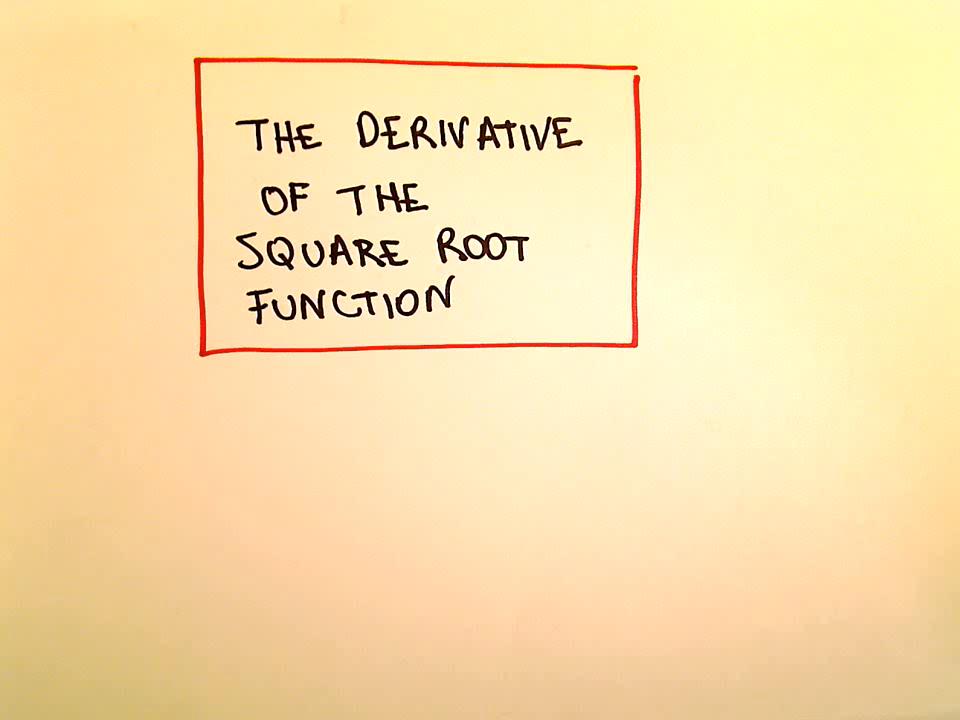 THE DERIVATIVE
OF THE
SQUARE ROOT
FUNCTION